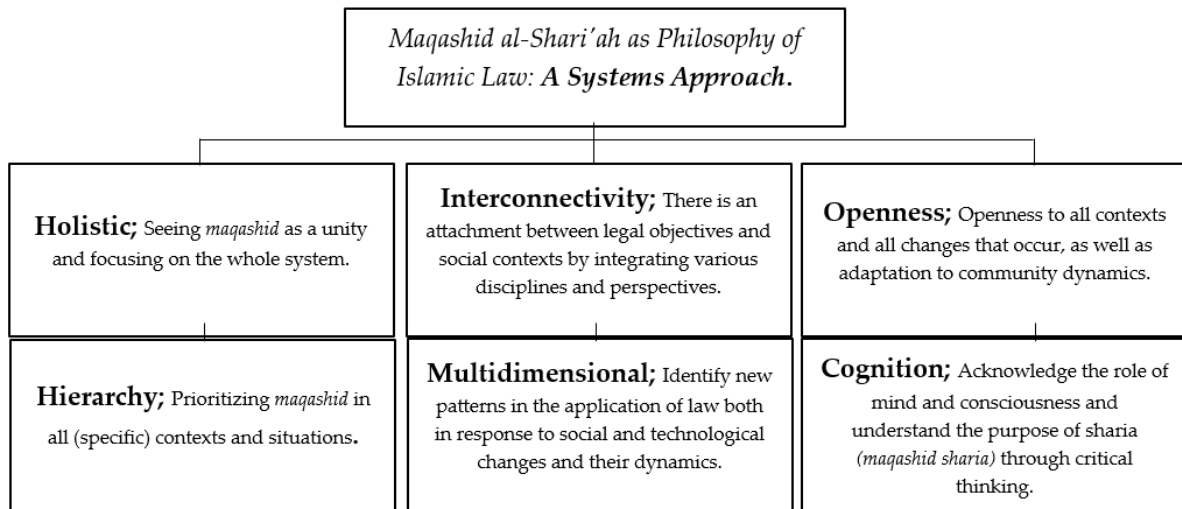 Maqashid al-Shari'ah as Philosophy of
Islamic Law: A Systems Approach.
Holistic; Seeing maqashid as a unity
and focusing on the whole system.
Interconnectivity; There is an
attachment between legal objectives and
social contexts by integrating various
disciplines and perspectives.
Openness; Openness to all contexts
and all changes that occur, as well as
adaptation to community dynamics.
Hierarchy; Prioritizing maqashid in
all (specific) contexts and situations.
Multidimensional; Identify new
patterns in the application of law both
in response to social and technological
changes and their dynamics.
Cognition; Acknowledge the role of
mind and consciousness and
understand the purpose of sharia
(maqashid sharia) through critical
thinking.